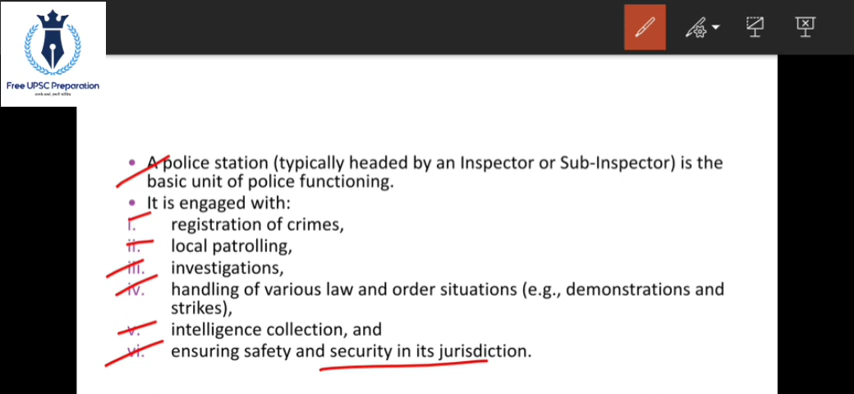 Free UPSC Preparation
• A police station (typically headed by an Inspector or Sub-Inspector) is the
basic unit of police functioning.
• It is engaged with:
i. registration of crimes,
ii. local patrolling,
iii. investigations,
iv. handling of various law and order situations (e.g., demonstrations and
strikes),
v. intelligence collection, and
vi. ensuring safety and security in its jurisdiction.